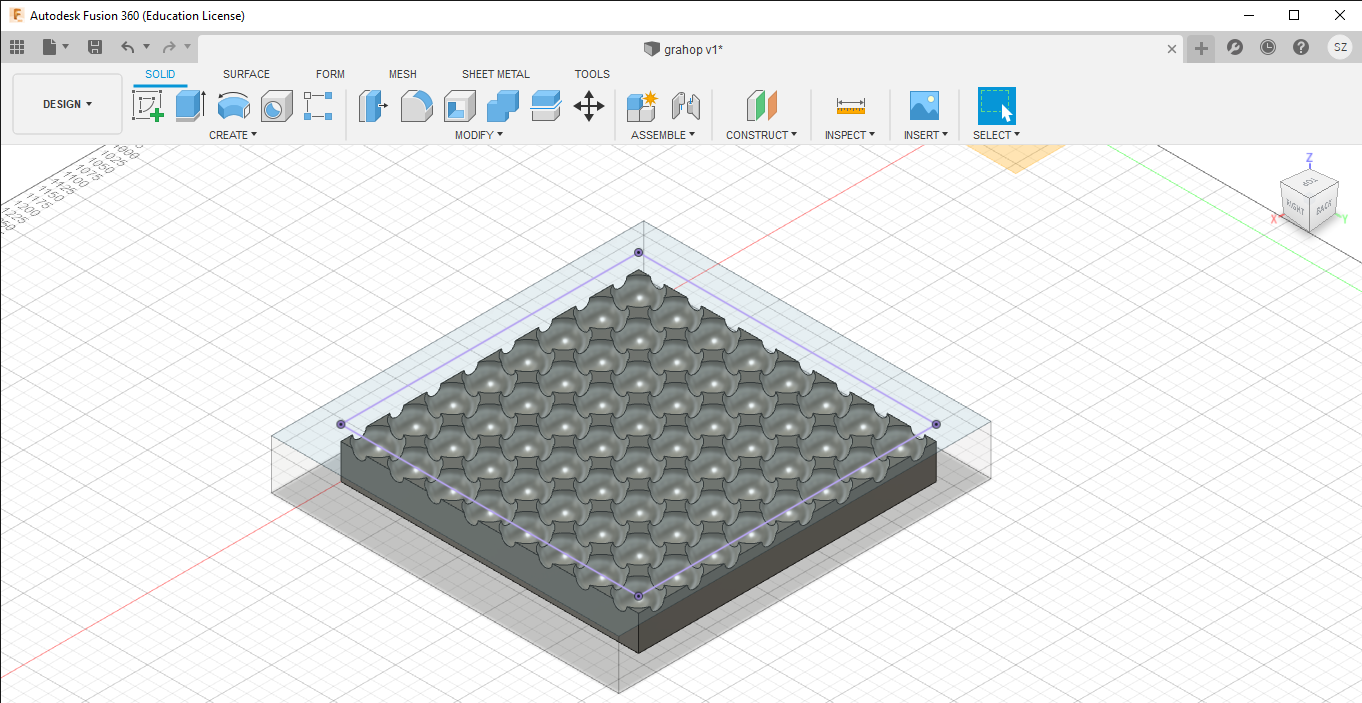 Autodesk Fusion 360 (Education License)
grahop v1*
SZ
SOLID SURFACE FORM MESH SHEET METAL TOOLS
DESIGN
CREATE MODIFY ASSEMBLE CONSTRUCT INSPECT INSERT SELECT
1000
1025
1050
1075
1100
1125
1150
1175
1200
1225
Z
TOP
RIGHT BACK
X Y